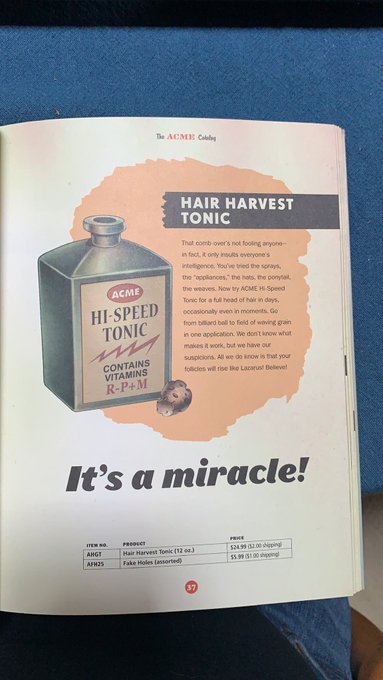 The ACME Catalog
HAIR HARVEST
TONIC
That comb-over's not fooling anyone—
in fact, it only insults everyone's
intelligence. You've tried the sprays,
the "appliances," the hats, the ponytail,
the weaves. Now try ACME Hi-Speed
Tonic for a full head of hair in days,
occasionally even in moments. Go
from billiard ball to field of waving grain
in one application. We don't know what
makes it work, but we have our
suspicions. All we do know is that your
follicles will rise like Lazarus! Believe!
ACME
HI-SPEED
TONIC
CONTAINS
VITAMINS
R-P+M
It's a miracle!
ITEM NO. PRODUCT PRICE
AHGT Hair Harvest Tonic (12 oz.) $24.99 ($2.00 shipping)
AFH25 Fake Holes (assorted) $5.99 ($1.00 shipping)
37